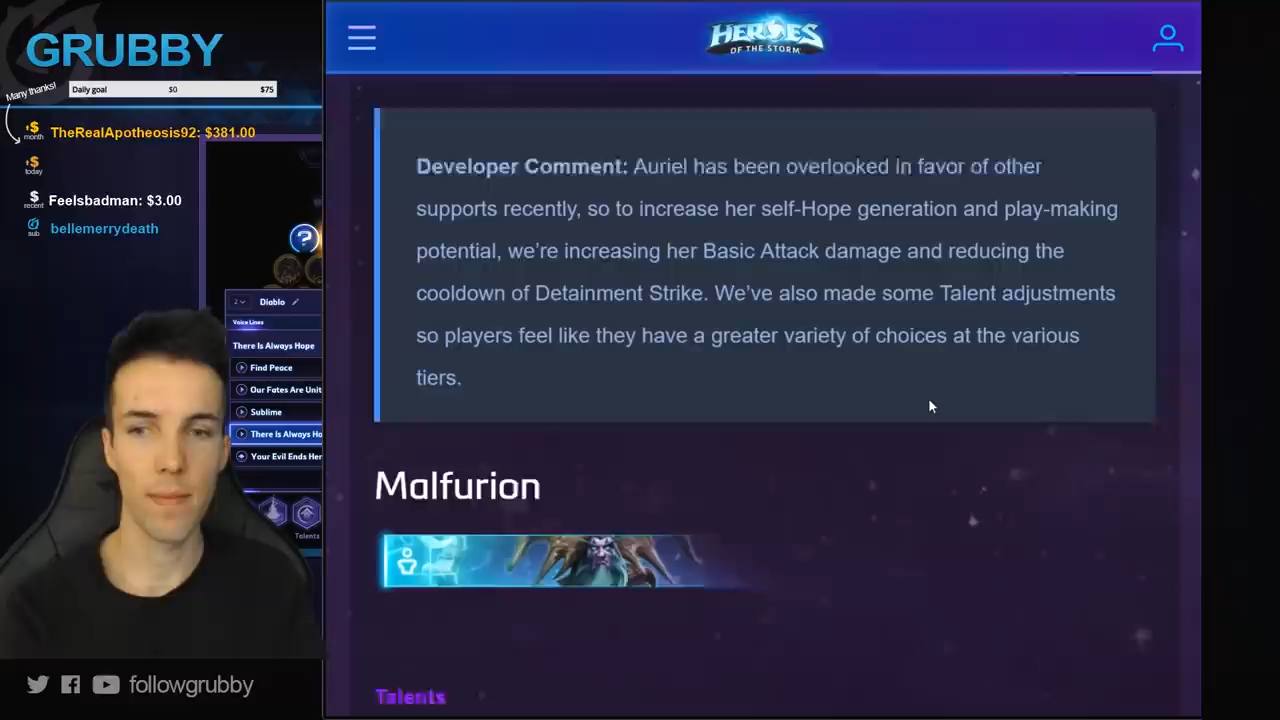 GRUBBY
Many thanks!
Daily goal $0 $75
+$ month TheRealApotheosis92: $381.00
+$ today
$ recent Feelsbadman: $3.00
sub bellemerrydeath
?
2 Diablo
Voice Lines
There Is Always Hope
Find Peace
Our Fates Are Unit
Sublime
There Is Always Ho
Your Evil Ends Her
Talents
followgrubby
HEROES
OF THE STORM
Developer Comment: Auriel has been overlooked in favor of other
supports recently, so to increase her self-Hope generation and play-making
potential, we’re increasing her Basic Attack damage and reducing the
cooldown of Detainment Strike. We’ve also made some Talent adjustments
so players feel like they have a greater variety of choices at the various
tiers.
Malfurion
Talents